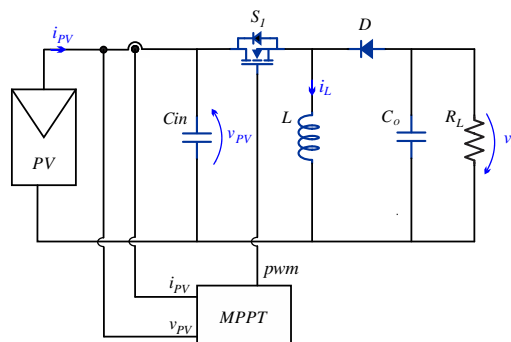 i_PV
S_1
D
i_L
Cin
v_PV
L
C_o
R_L
v
PV
pwm
i_PV
MPPT
v_PV